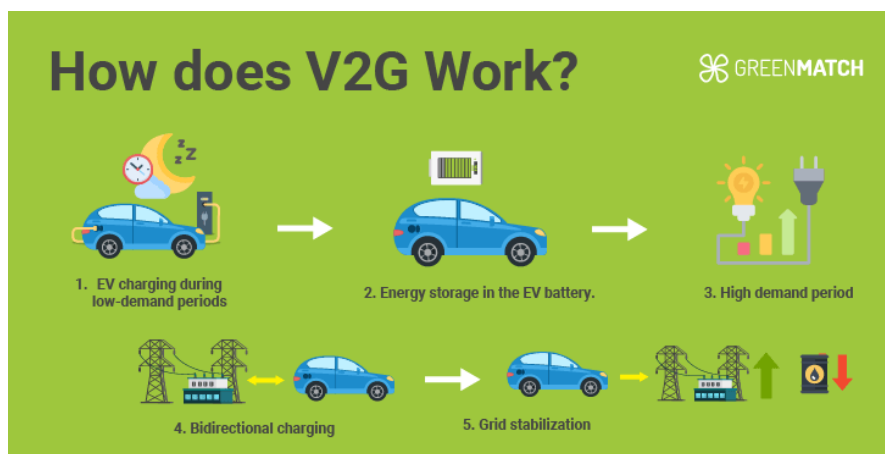 How does V2G Work?
GREENMATCH
z z Z
z
1. EV charging during
low-demand periods
2. Energy storage in the EV battery.
3. High demand period
4. Bidirectional charging
5. Grid stabilization